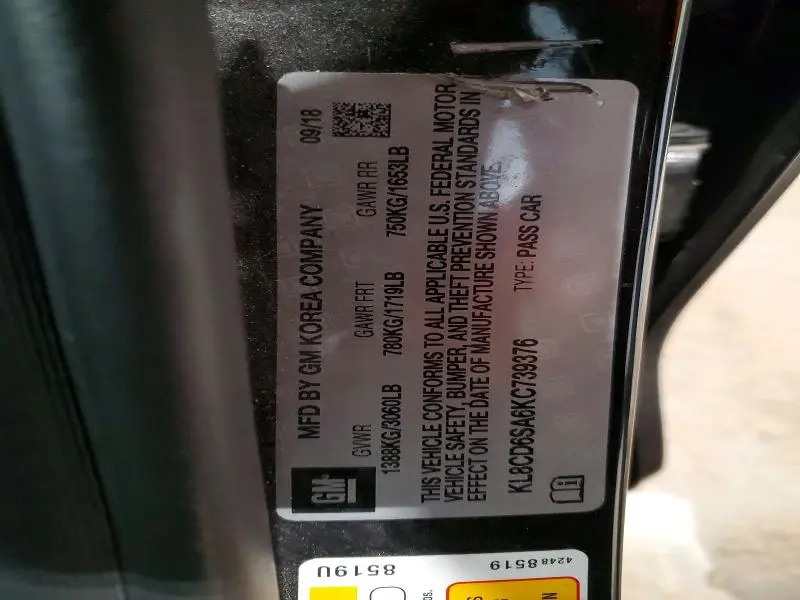 GM
MFD BY GM KOREA COMPANY 09/18
GVWR GAWR FRT GAWR RR
1388KG/3060LB 780KG/1719LB 750KG/1653LB
THIS VEHICLE CONFORMS TO ALL APPLICABLE U.S. FEDERAL MOTOR
VEHICLE SAFETY, BUMPER, AND THEFT PREVENTION STANDARDS IN
EFFECT ON THE DATE OF MANUFACTURE SHOWN ABOVE.
KL8CD6SA6KC739376 TYPE: PASS CAR
8519U
42488519